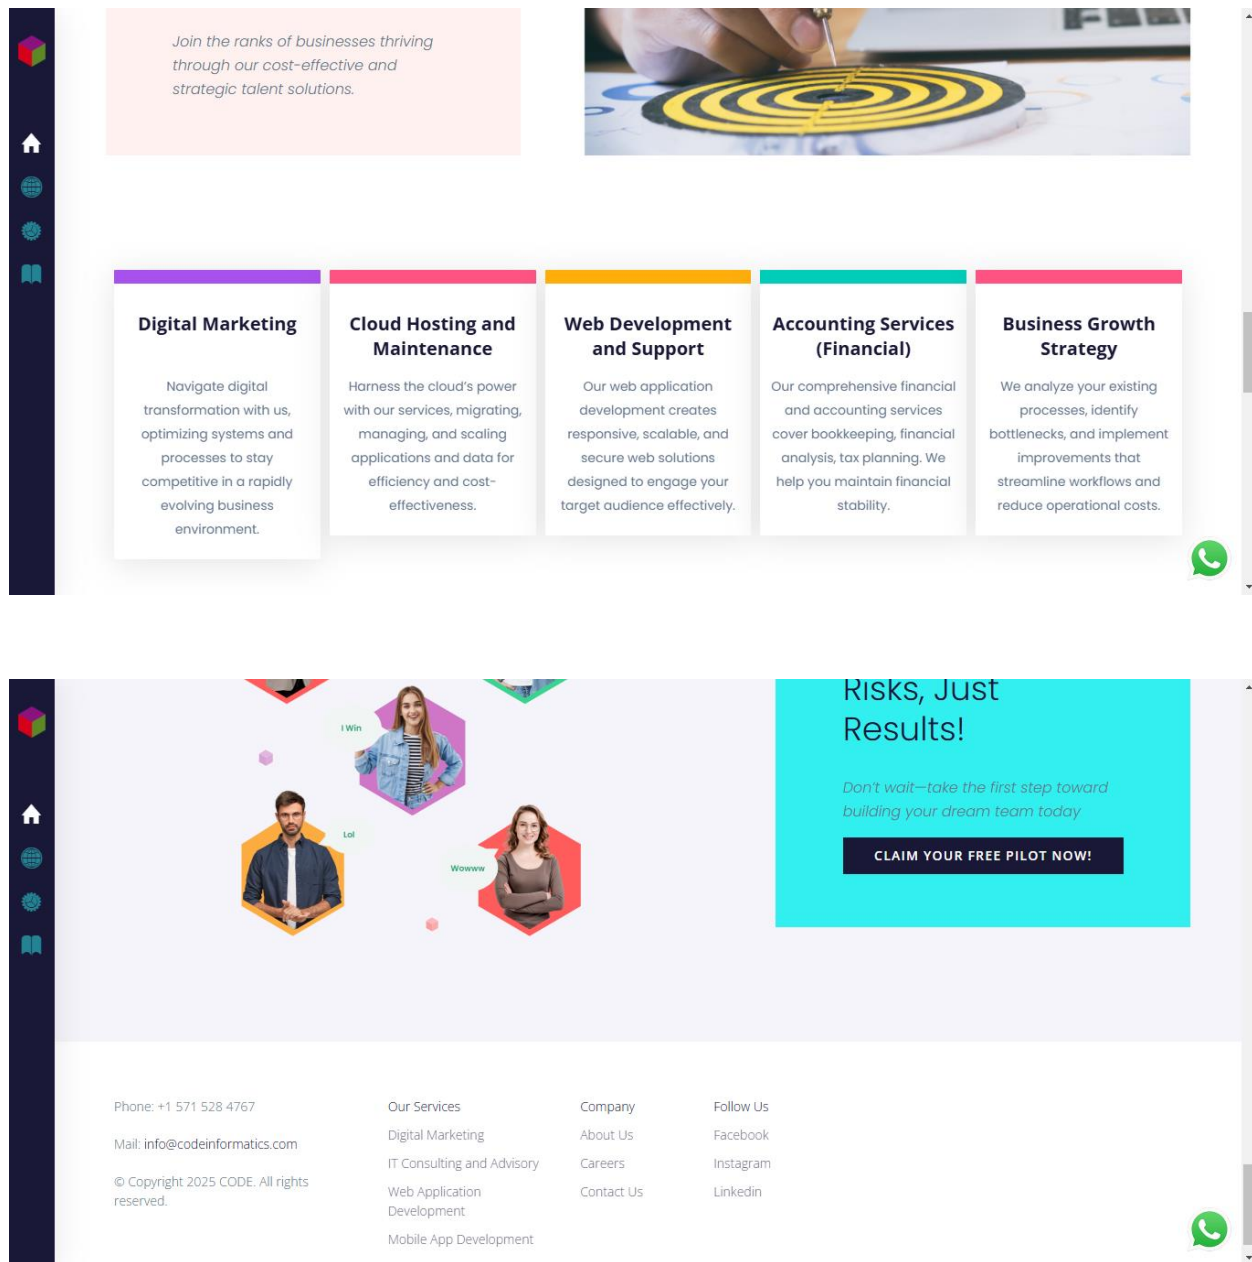 Join the ranks of businesses thriving
through our cost-effective and
strategic talent solutions.
Digital Marketing
Navigate digital
transformation with us,
optimizing systems and
processes to stay
competitive in a rapidly
evolving business
environment.
Cloud Hosting and
Maintenance
Harness the cloud's power
with our services, migrating,
managing, and scaling
applications and data for
efficiency and cost-
effectiveness.
Web Development
and Support
Our web application
development creates
responsive, scalable, and
secure web solutions
designed to engage your
target audience effectively.
Accounting Services
(Financial)
Our comprehensive financial
and accounting services
cover bookkeeping, financial
analysis, tax planning. We
help you maintain financial
stability.
Business Growth
Strategy
We analyze your existing
processes, identify
bottlenecks, and implement
improvements that
streamline workflows and
reduce operational costs.
I Win
Lol
Wowww
Risks, Just
Results!
Don't wait—take the first step toward
building your dream team today
CLAIM YOUR FREE PILOT NOW!
Phone: +1 571 528 4767
Mail: info@codeinformatics.com
© Copyright 2025 CODE. All rights
reserved.
Our Services
Digital Marketing
IT Consulting and Advisory
Web Application
Development
Mobile App Development
Company
About Us
Careers
Contact Us
Follow Us
Facebook
Instagram
Linkedin